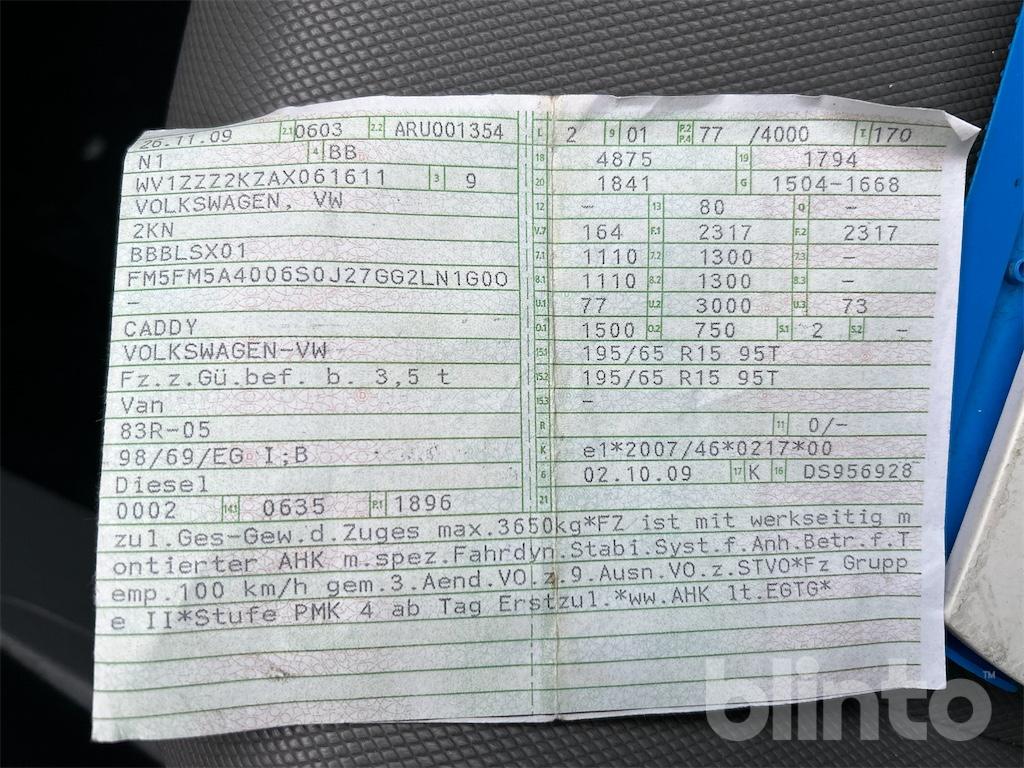 26.11.09 2.1 0603 2.2 ARU001354
N1 4 BB
WV1ZZZ2KZAX061611 3 9
VOLKSWAGEN, VW
2KN
BBBLSX01
FM5FM5A4006S0J27GG2LN1G0O
–
CADDY
VOLKSWAGEN-VW
Fz.z.Gü.bef. b. 3,5 t
Van
83R-05
98/69/EG I;B
Diesel
0002 14.1 0635 P.1 1896
L 2 9 01 P.2 P.4 77 /4000 T 170
18 4875 19 1794
20 1841 G 1504-1668
12 – 13 80 Q –
V.7 164 F.1 2317 F.2 2317
7.1 1110 7.2 1300 7.3 –
8.1 1110 8.2 1300 8.3 –
U.1 77 U.2 3000 U.3 73
O.1 1500 O.2 750 S.1 2 S.2 –
15.1 195/65 R15 95T
15.2 195/65 R15 95T
15.3 –
R 11 0/-
K e1*2007/46*0217*00
6 02.10.09 17 K 16 DS956928
21
zul.Ges-Gew.d.Zuges max.3650kg*FZ ist mit werkseitig m
ontierter AHK m.spez.Fahrdyn.Stabi.Syst.f.Anh.Betr.f.T
emp.100 km/h gem.3.Aend.VO.z.9.Ausn.VO.z.STVO*Fz Grupp
e II*Stufe PMK 4 ab Tag Erstzul.*ww.AHK lt.EGTG*
blinto™